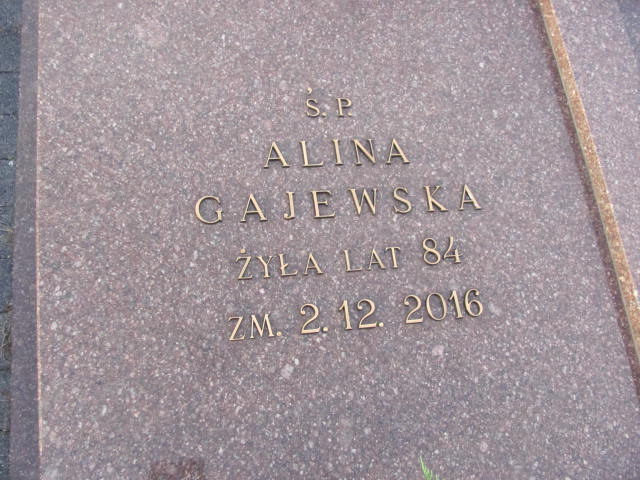 Ś. P.
ALINA
GAJEWSKA
ŻYŁA LAT 84
ZM. 2. 12. 2016